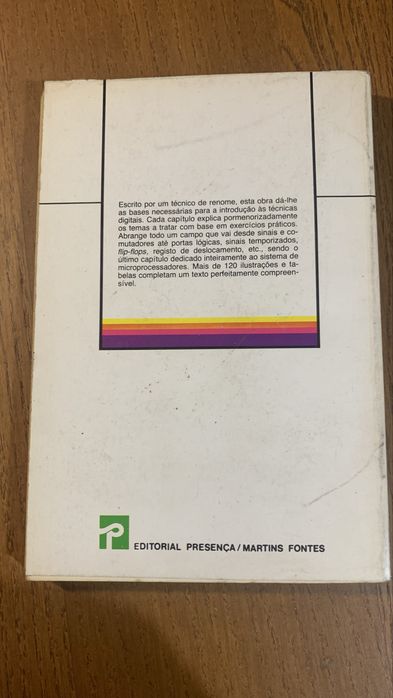 Escrito por um técnico de renome, esta obra dá-lhe
as bases necessárias para a introdução às técnicas
digitais. Cada capítulo explica pormenorizadamente
os temas a tratar com base em exercícios práticos.
Abrange todo um campo que vai desde sinais e co-
mutadores até portas lógicas, sinais temporizados,
flip-flops, registo de deslocamento, etc., sendo o
último capítulo dedicado inteiramente ao sistema de
microprocessadores. Mais de 120 ilustrações e ta-
belas completam um texto perfeitamente compreen-
sível.
EDITORIAL PRESENÇA/MARTINS FONTES